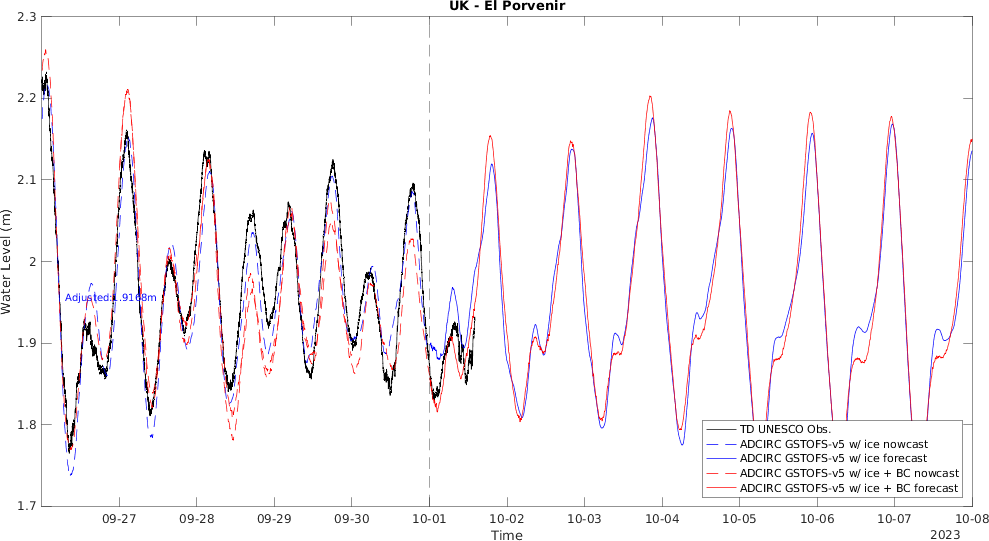 UK - El Porvenir
2.3
2.2
2.1
2
1.9
1.8
1.7
Water Level (m)
Adjusted:1.9168m
TD UNESCO Obs.
ADCIRC GSTOFS-v5 w/ ice nowcast
ADCIRC GSTOFS-v5 w/ ice forecast
ADCIRC GSTOFS-v5 w/ ice + BC nowcast
ADCIRC GSTOFS-v5 w/ ice + BC forecast
09-27 09-28 09-29 09-30 10-01 10-02 10-03 10-04 10-05 10-06 10-07 10-08
Time
2023